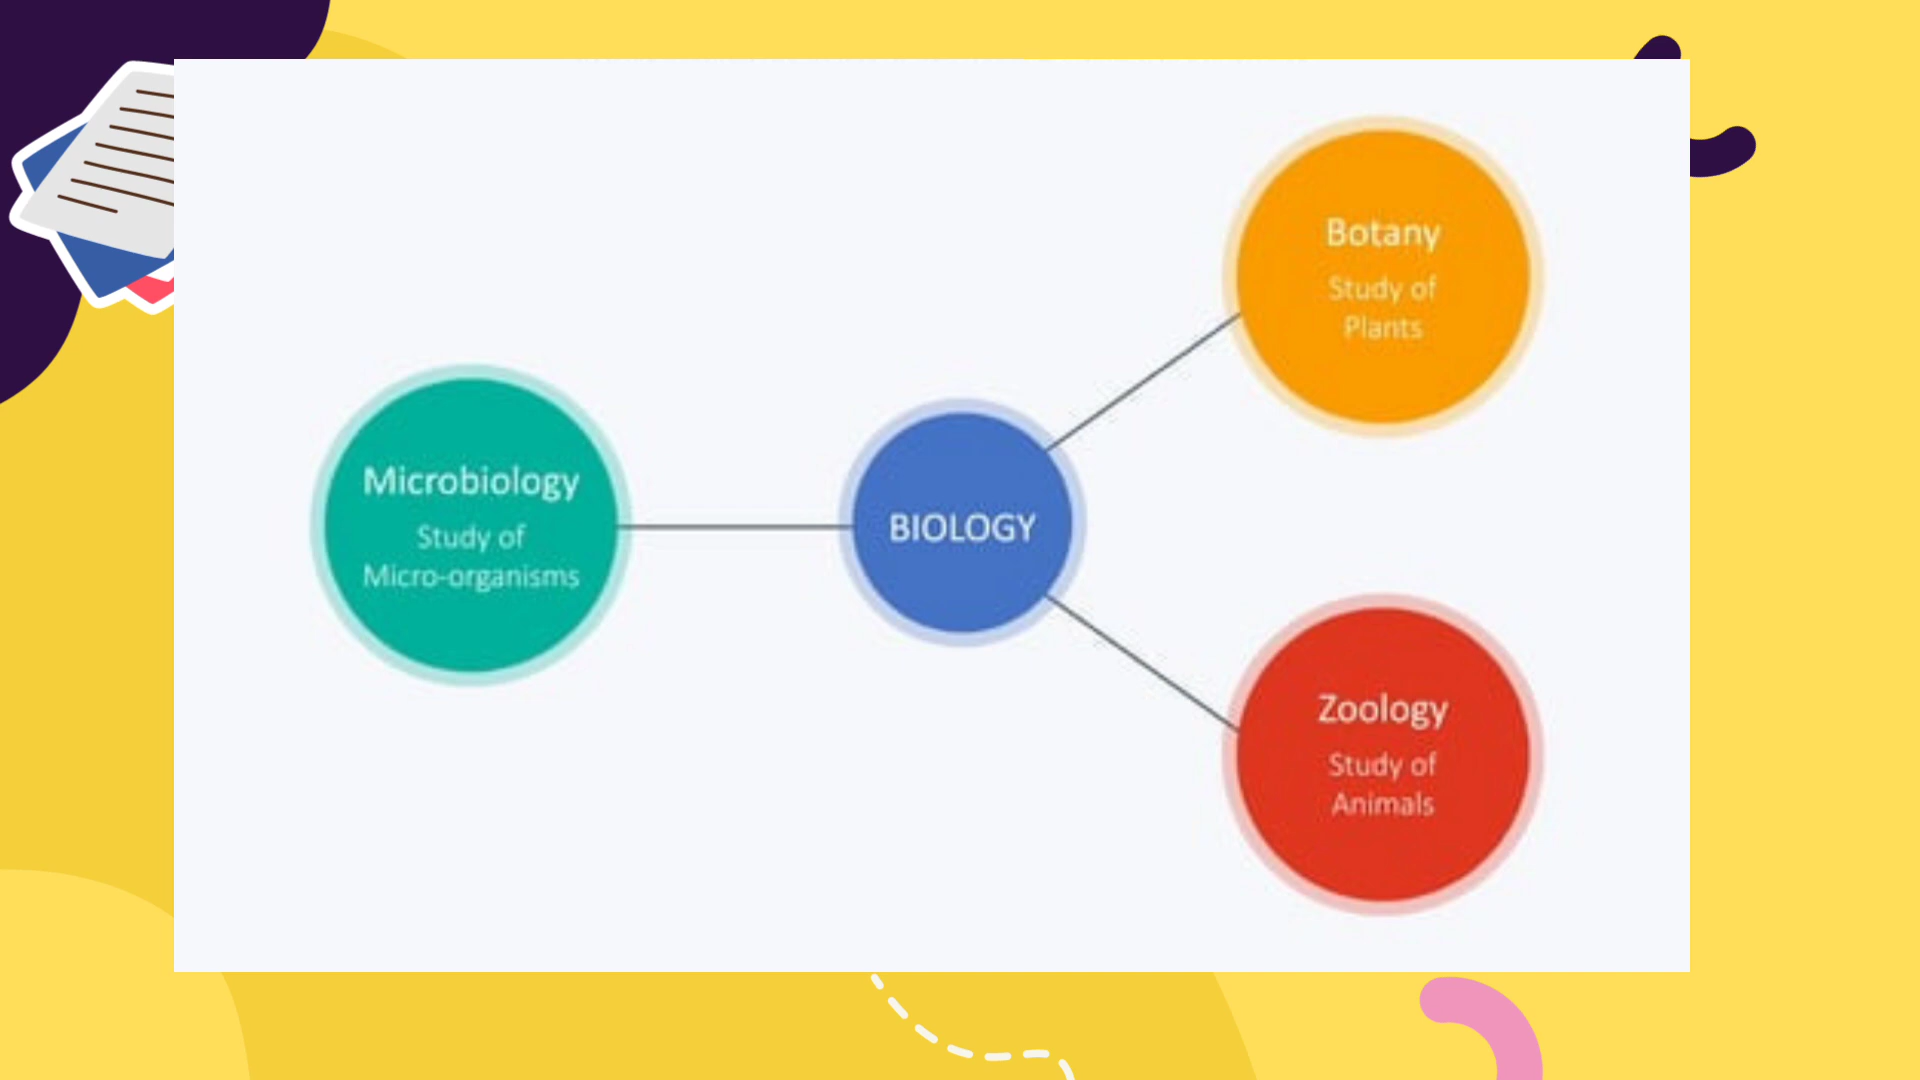 Botany
Study of
Plants
Microbiology
Study of
Micro-organisms
BIOLOGY
Zoology
Study of
Animals